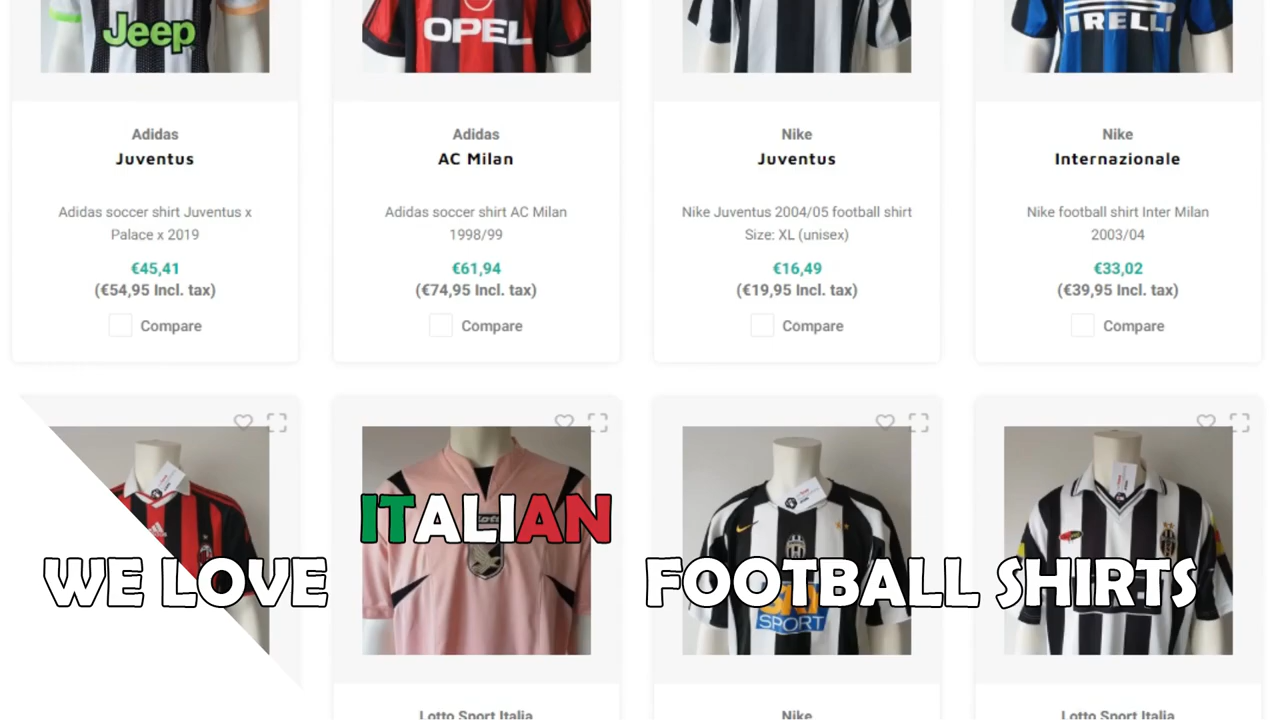 Jeep
OPEL
IRELLI
Adidas
Juventus
Adidas soccer shirt Juventus x
Palace x 2019
€45,41
(€54,95 Incl. tax)
Compare
Adidas
AC Milan
Adidas soccer shirt AC Milan
1998/99
€61,94
(€74,95 Incl. tax)
Compare
Nike
Juventus
Nike Juventus 2004/05 football shirt
Size: XL (unisex)
€16,49
(€19,95 Incl. tax)
Compare
Nike
Internazionale
Nike football shirt Inter Milan
2003/04
€33,02
(€39,95 Incl. tax)
Compare
ITALIAN
WE LOVE
FOOTBALL SHIRTS
SPORT
Lotto Sport Italia
Nike
Lotto Sport Italia